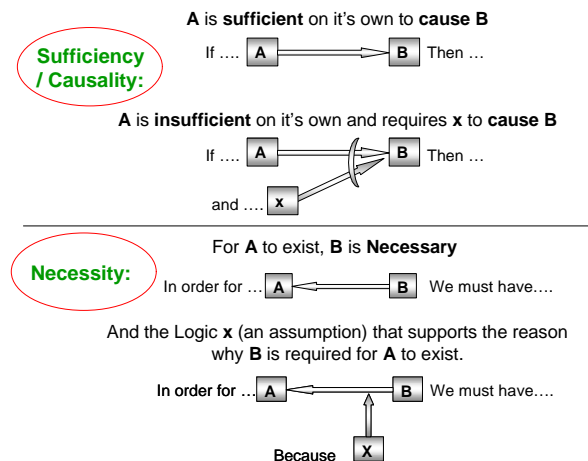 A is sufficient on it's own to cause B
Sufficiency
/ Causality:
If .... A B Then ...
A is insufficient on it's own and requires x to cause B
If .... A B Then ...
and .... x
For A to exist, B is Necessary
Necessity:
In order for ... A B We must have....
And the Logic x (an assumption) that supports the reason
why B is required for A to exist.
In order for ... A B We must have....
Because X